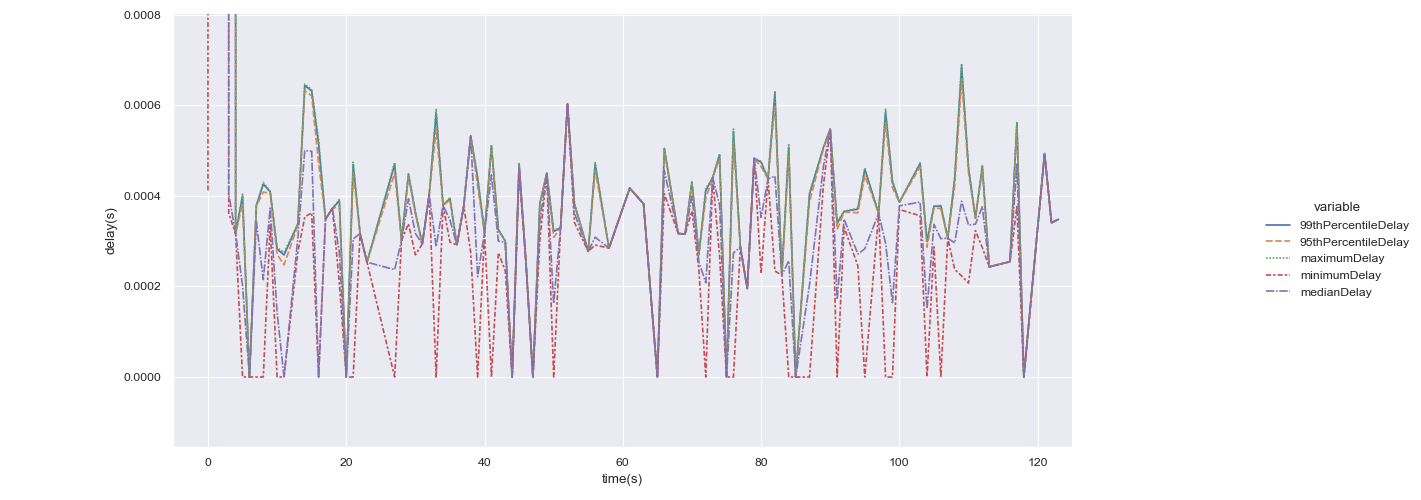 0.0008
0.0006
0.0004
0.0002
0.0000
delay(s)
0
20
40
60
80
100
120
time(s)
variable
99thPercentileDelay
95thPercentileDelay
maximumDelay
minimumDelay
medianDelay